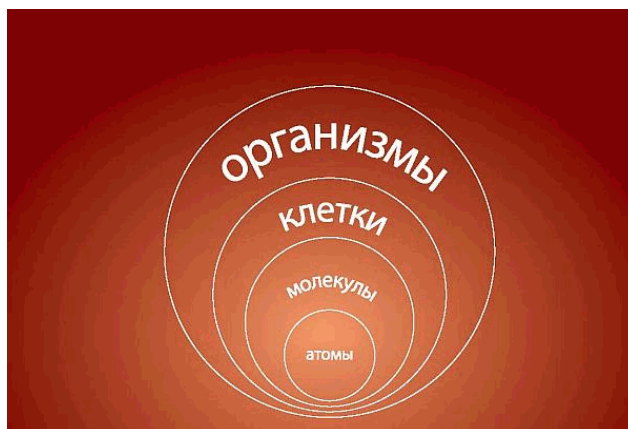 организмы
клетки
молекулы
атомы